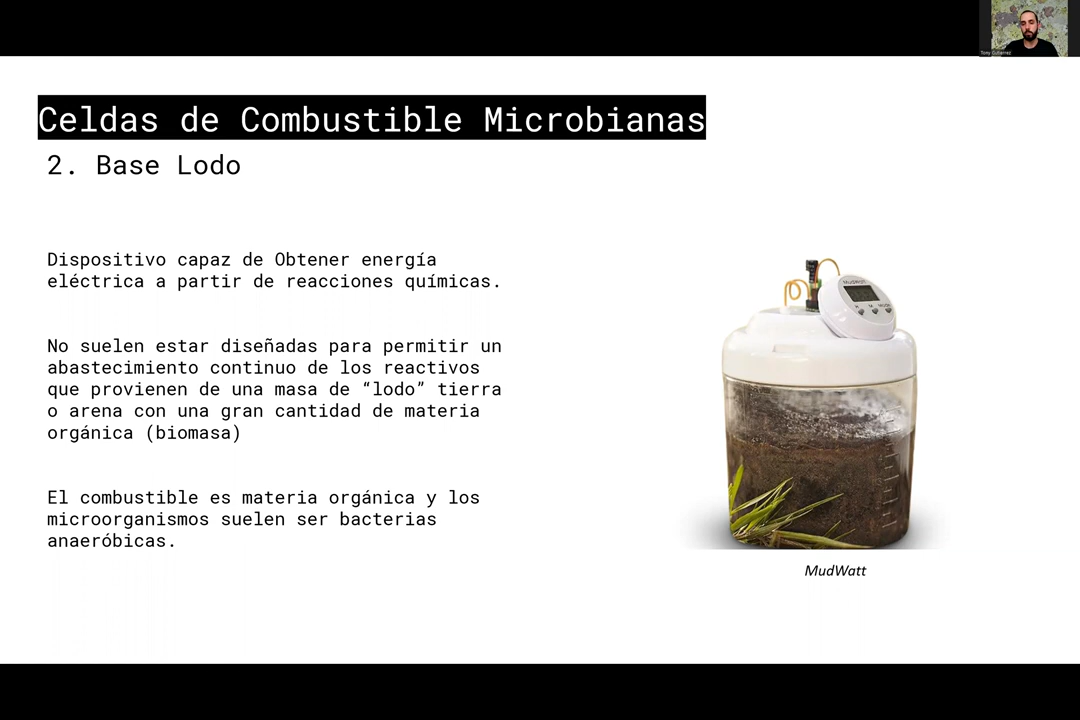 Tony Gutierrez
Celdas de Combustible Microbianas
2. Base Lodo
Dispositivo capaz de Obtener energía
eléctrica a partir de reacciones químicas.
No suelen estar diseñadas para permitir un
abastecimiento continuo de los reactivos
que provienen de una masa de “lodo” tierra
o arena con una gran cantidad de materia
orgánica (biomasa)
El combustible es materia orgánica y los
microorganismos suelen ser bacterias
anaeróbicas.
MudWatt
MudWatt